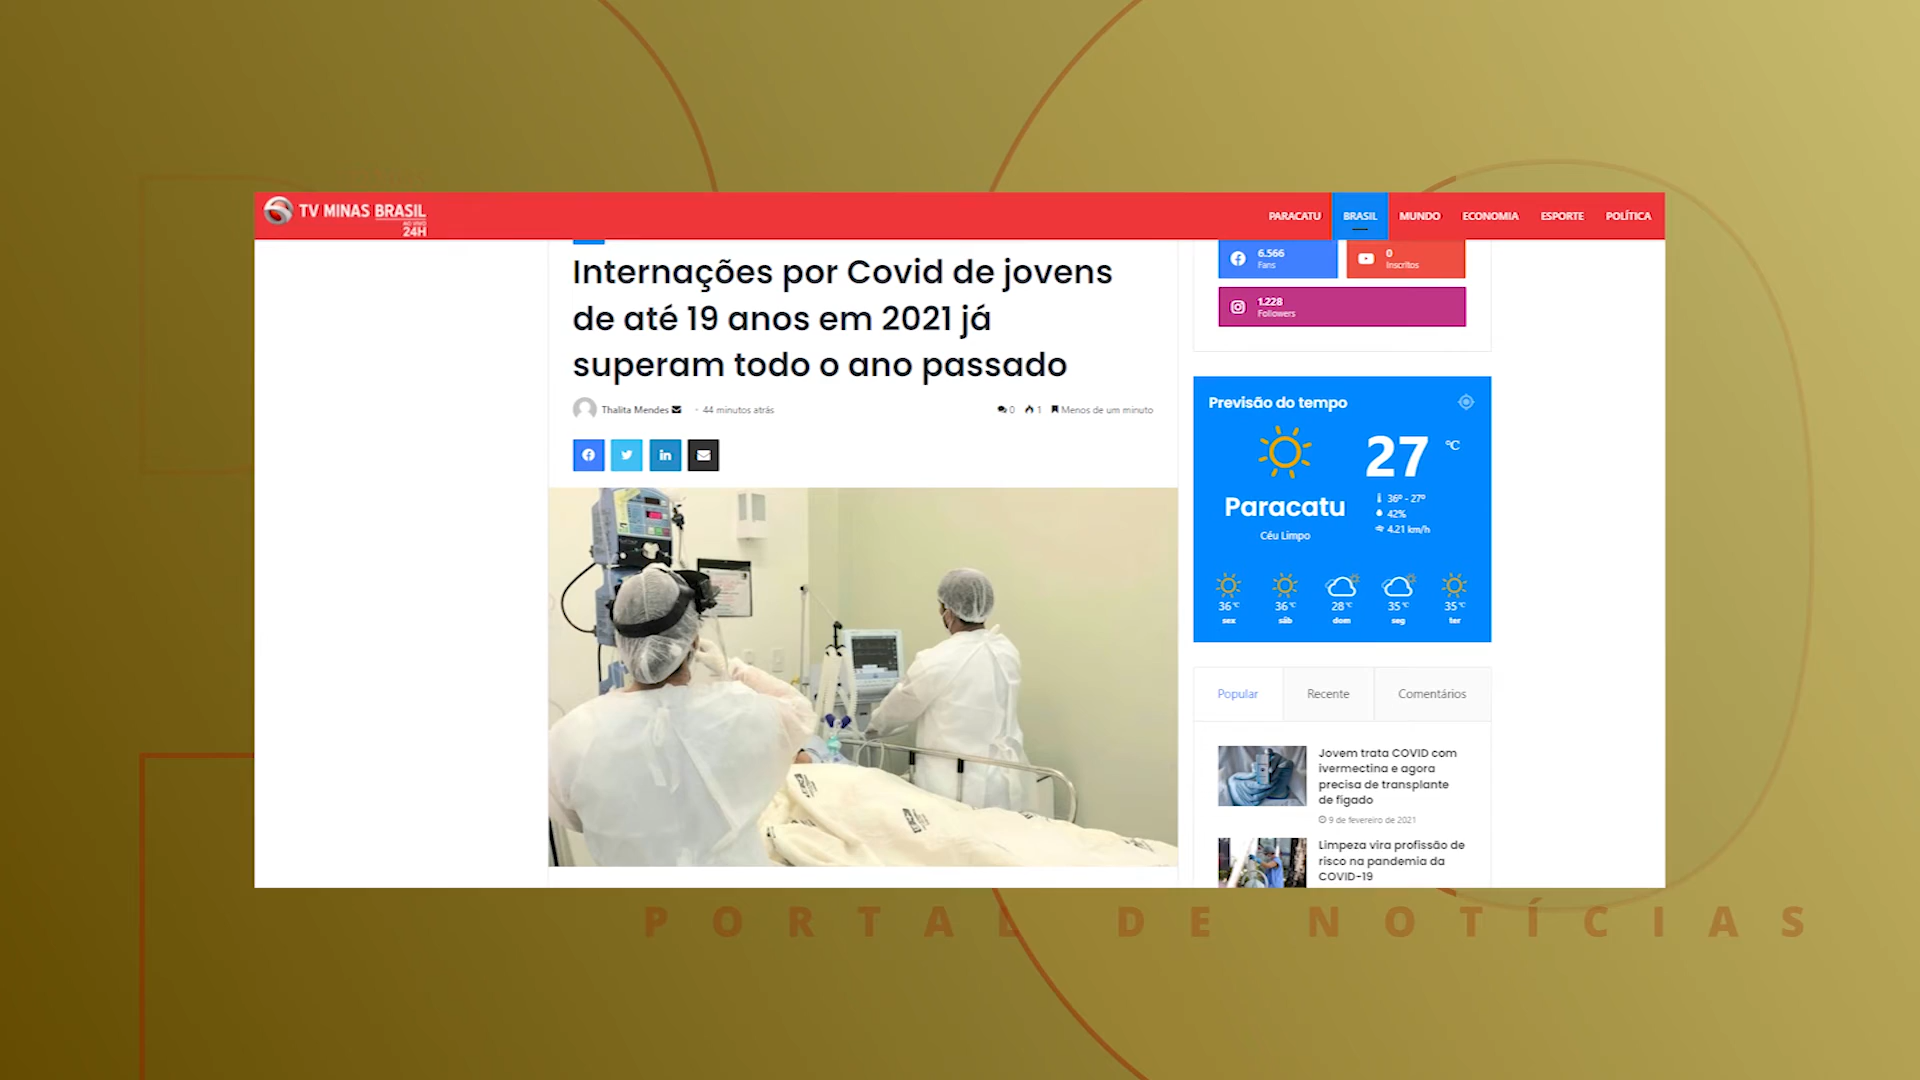 TV MINAS BRASIL
24H
PARACATU
BRASIL
MUNDO
ECONOMIA
ESPORTE
POLÍTICA
Internações por Covid de jovens
de até 19 anos em 2021 já
superam todo o ano passado
Thalita Mendes
44 minutos atrás
0
1
Menos de um minuto
6.566
Fans
0
Inscritos
1.228
Followers
Previsão do tempo
27 ℃
Paracatu
Céu Limpo
36º - 27º
42%
4.21 km/h
36℃
36℃
28℃
35℃
35℃
sex
sáb
dom
seg
ter
Popular
Recente
Comentários
Jovem trata COVID com
ivermectina e agora
precisa de transplante
de fígado
9 de fevereiro de 2021
Limpeza vira profissão de
risco na pandemia da
COVID-19
PORTAL DE NOTÍCIAS